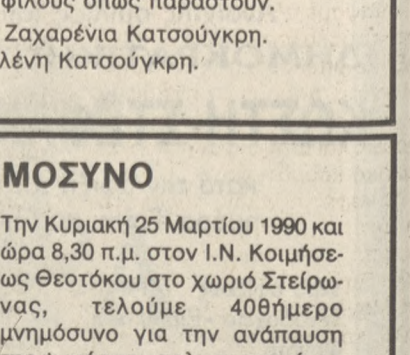 φίλους όπως παραστούν.
Ζαχαρένια Κατσούγκρη.
λένη Κατσούγκρη.
ΜΟΣΥΝΟ
Την Κυριακή 25 Μαρτίου 1990 και
ώρα 8,30 π.μ. στον Ι.Ν. Κοιμήσε-
ως Θεοτόκου στο χωριό Στείρω-
νας, τελούμε 40θήμερο
μνημόσυνο για την ανάπαυση